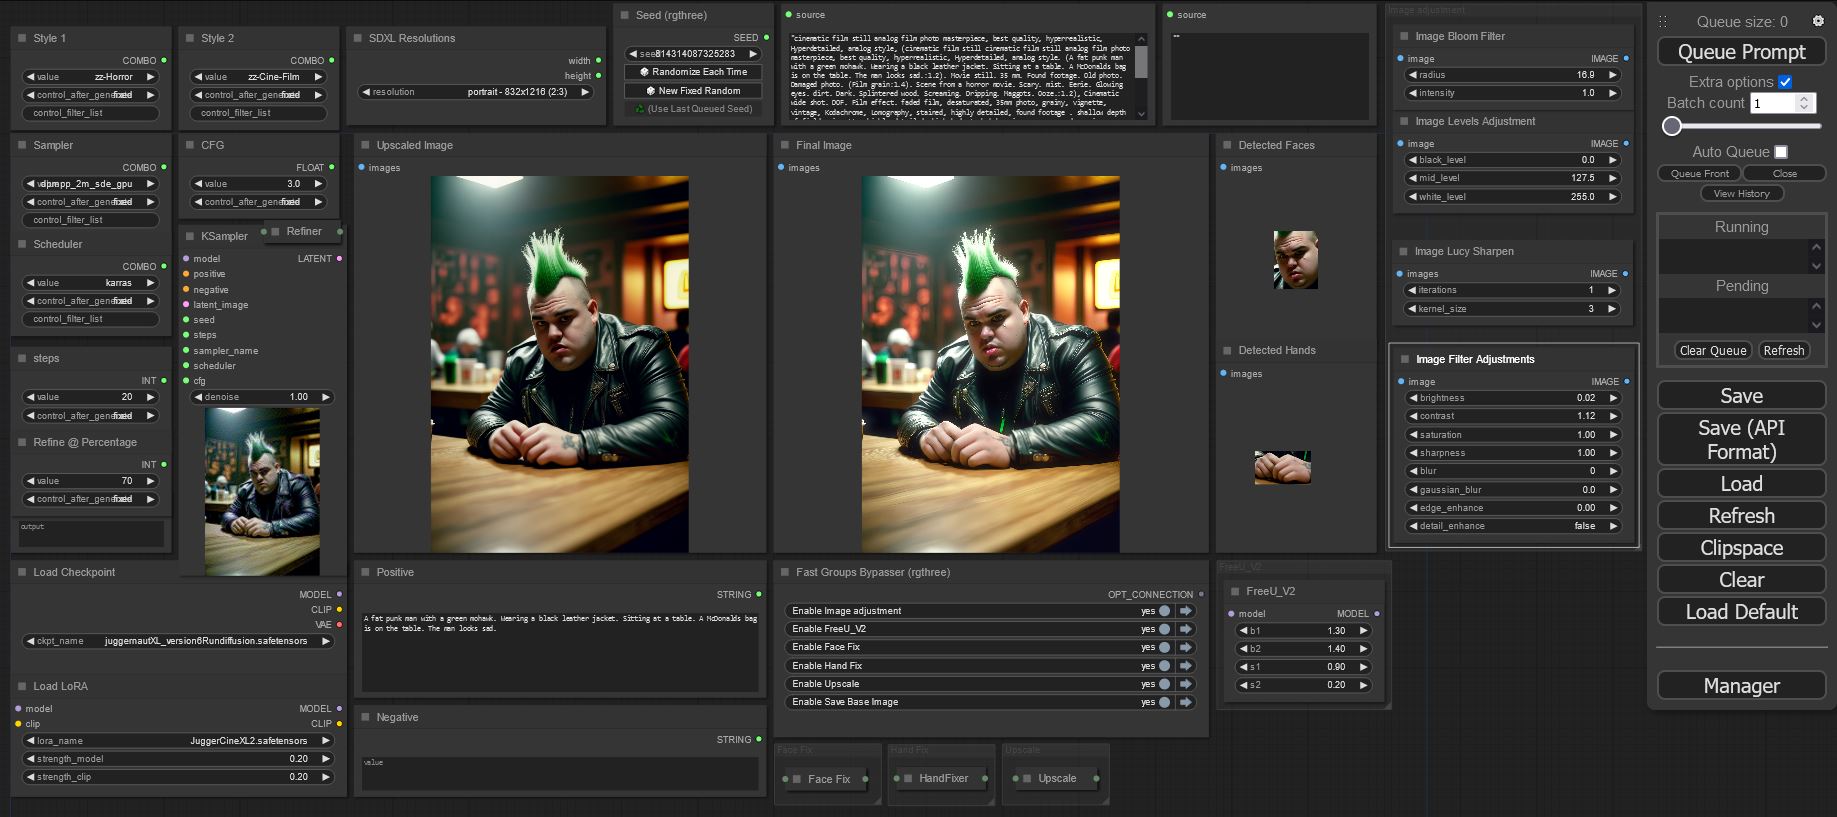 Style 1
COMBO
value zz-Horror
control_after_generated fixed
control_filter_list
Style 2
COMBO
value zz-Cine-Film
control_after_generated fixed
control_filter_list
SDXL Resolutions
width
height
resolution portrait - 832x1216 (2:3)
Seed (rgthree)
SEED
seed 814314087325283
Randomize Each Time
New Fixed Random
(Use Last Queued Seed)
source
"cinematic film still analog film photo masterpiece, best quality, hyperrealistic,
Hyperdetailed, analog style, (cinematic film still cinematic film still analog film photo
masterpiece, best quality, hyperrealistic, Hyperdetailed, analog style. (A fat punk man
with a green mohawk. Wearing a black leather jacket. Sitting at a table. A McDonalds bag
is on the table. The man looks sad.:1.2). Movie still. 35 mm. Found footage. Old photo.
Damaged photo. (Film grain:1.4). Scene from a horror movie. Scary. mist. Eerie. Glowing
eyes. dirt. Dark. Splintered wood. Screaming. Dripping. Maggots. Ooze.:1.2), Cinematic
wide shot. DOF. Film effect. faded film, desaturated, 35mm photo, grainy, vignette,
vintage, Kodachrome, Lomography, stained, highly detailed, found footage . shallow depth
source
""
Image adjustment
Image Bloom Filter
image IMAGE
radius 16.9
intensity 1.0
Image Levels Adjustment
image IMAGE
black_level 0.0
mid_level 127.5
white_level 255.0
Image Lucy Sharpen
images IMAGE
iterations 1
kernel_size 3
Image Filter Adjustments
image IMAGE
brightness 0.02
contrast 1.12
saturation 1.00
sharpness 1.00
blur 0
gaussian_blur 0.0
edge_enhance 0.00
detail_enhance false
Sampler
COMBO
dpmpp_2m_sde_gpu
control_after_generated fixed
control_filter_list
Scheduler
COMBO
value karras
control_after_generated fixed
control_filter_list
steps
INT
value 20
control_after_generated fixed
Refine @ Percentage
INT
value 70
control_after_generated fixed
output
CFG
FLOAT
value 3.0
control_after_generated fixed
Refiner
KSampler
model LATENT
positive
negative
latent_image
seed
steps
sampler_name
scheduler
cfg
denoise 1.00
Upscaled Image
images
Final Image
images
Detected Faces
images
Detected Hands
images
Load Checkpoint
MODEL
CLIP
VAE
ckpt_name juggernautXL_version6Rundiffusion.safetensors
Load LoRA
model MODEL
clip CLIP
lora_name JuggerCineXL2.safetensors
strength_model 0.20
strength_clip 0.20
Positive
STRING
A fat punk man with a green mohawk. Wearing a black leather jacket. Sitting at a table. A McDonalds bag
is on the table. The man looks sad.
Negative
STRING
value
Fast Groups Bypasser (rgthree)
OPT_CONNECTION
Enable Image adjustment yes
Enable FreeU_V2 yes
Enable Face Fix yes
Enable Hand Fix yes
Enable Upscale yes
Enable Save Base Image yes
Face Fix
Face Fix
Hand Fix
HandFixer
Upscale
Upscale
FreeU_V2
FreeU_V2
model MODEL
b1 1.30
b2 1.40
s1 0.90
s2 0.20
Queue size: 0
Queue Prompt
Extra options
Batch count 1
Auto Queue
Queue Front
Close
View History
Running
Pending
Clear Queue
Refresh
Save
Save (API
Format)
Load
Refresh
Clipspace
Clear
Load Default
Manager